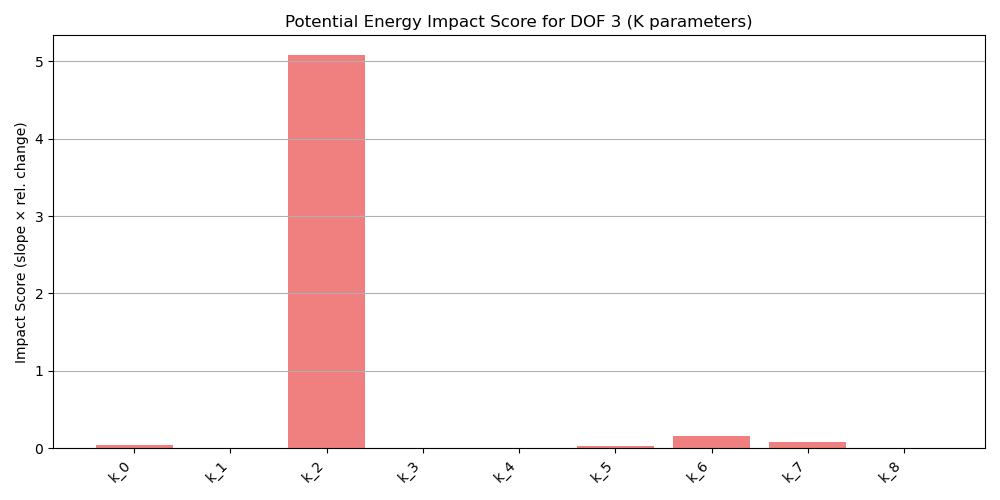 Potential Energy Impact Score for DOF 3 (K parameters)
Impact Score (slope × rel. change)
5
4
3
2
1
0
k_0
k_1
k_2
k_3
k_4
k_5
k_6
k_7
k_8